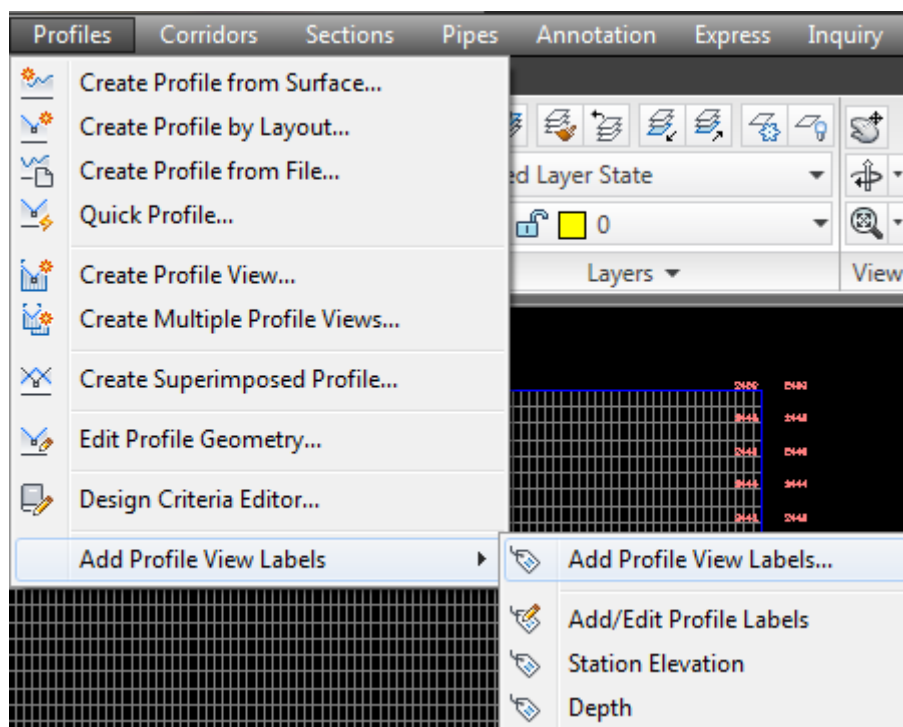 Profiles Corridors Sections Pipes Annotation Express Inquiry
Create Profile from Surface...
Create Profile by Layout...
Create Profile from File...
Quick Profile...
Create Profile View...
Create Multiple Profile Views...
Create Superimposed Profile...
Edit Profile Geometry...
Design Criteria Editor...
Add Profile View Labels
ed Layer State
0
Layers
View
Add Profile View Labels...
Add/Edit Profile Labels
Station Elevation
Depth